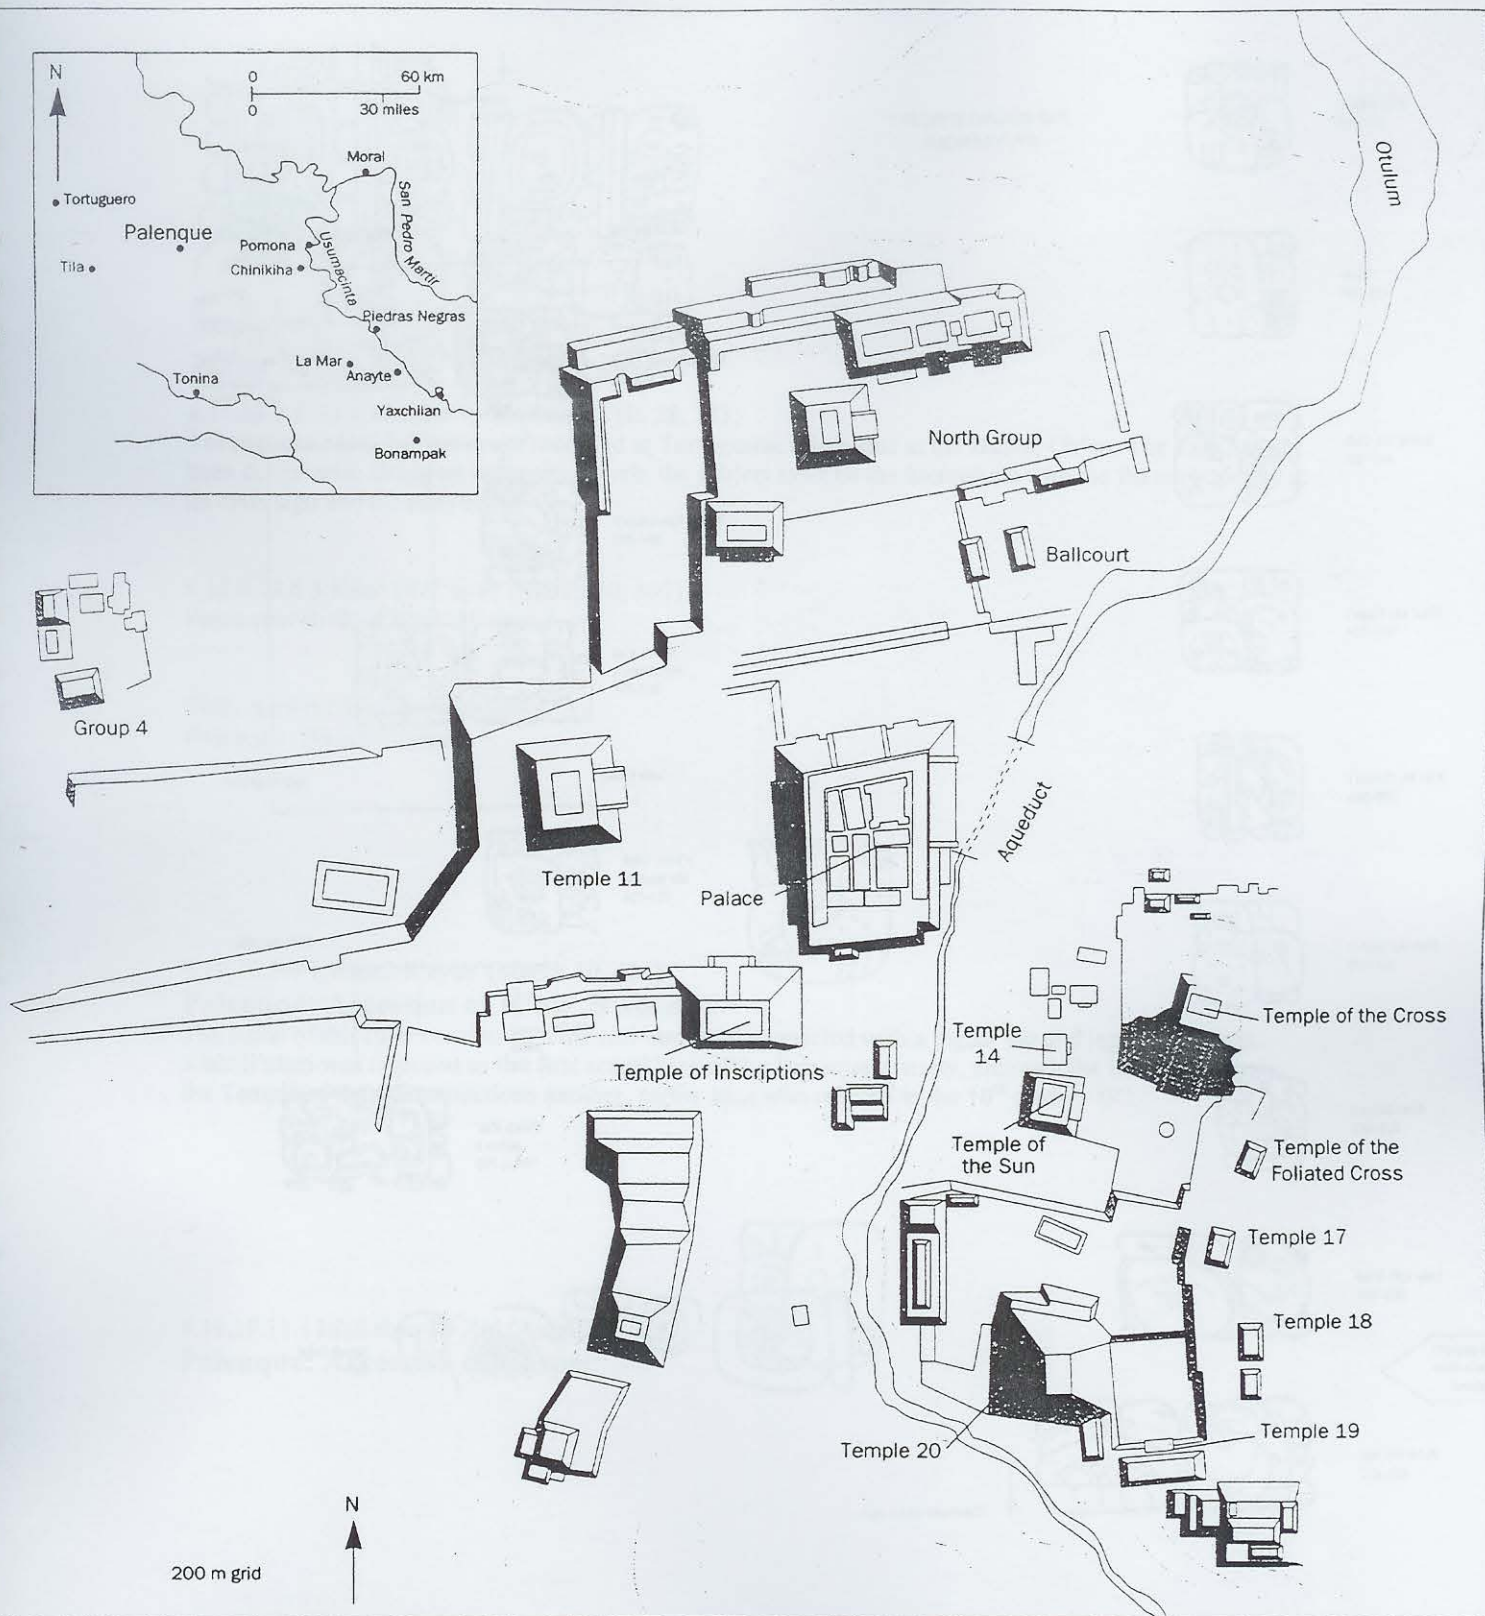 N
0
60 km
0
30 miles
Moral
San Pedro Martir
Tortuguero
Palenque
Pomona
Usumacinta
Tila
Chinikiha
Piedras Negras
La Mar
Anayte
Tonina
Yaxchilan
Bonampak
Otulum
North Group
Ballcourt
Group 4
Aqueduct
Temple 11
Palace
Temple of the Cross
Temple
14
Temple of Inscriptions
Temple of
the Sun
Temple of the
Foliated Cross
Temple 17
Temple 18
Temple 19
Temple 20
N
200 m grid